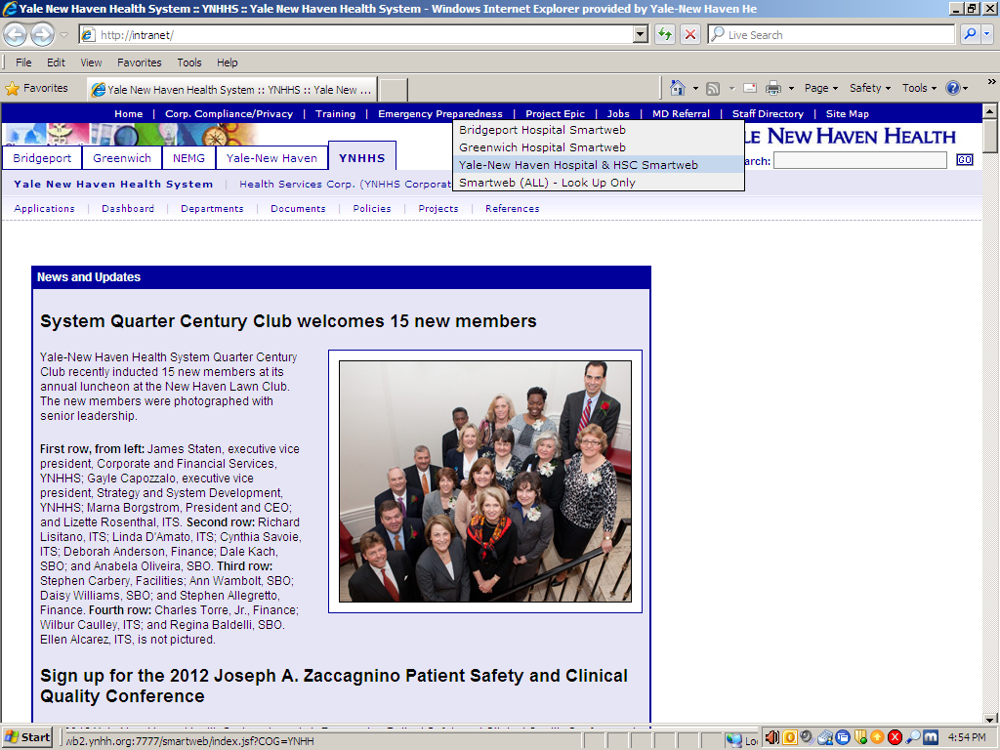 Yale New Haven Health System :: YNHHS :: Yale New Haven Health System - Windows Internet Explorer provided by Yale-New Haven He
http://intranet/
Live Search
File Edit View Favorites Tools Help
Favorites
Yale New Haven Health System :: YNHHS :: Yale New ...
Page Safety Tools
Home | Corp. Compliance/Privacy | Training | Emergency Preparedness | Project Epic | Jobs | MD Referral | Staff Directory | Site Map
Bridgeport Hospital Smartweb
Greenwich Hospital Smartweb
Yale-New Haven Hospital & HSC Smartweb
Smartweb (ALL) - Look Up Only
LE NEW HAVEN HEALTH
Bridgeport Greenwich NEMG Yale-New Haven YNHHS
arch: GO
Yale New Haven Health System | Health Services Corp. (YNHHS Corporat
Applications | Dashboard | Departments | Documents | Policies | Projects | References
News and Updates
System Quarter Century Club welcomes 15 new members
Yale-New Haven Health System Quarter Century
Club recently inducted 15 new members at its
annual luncheon at the New Haven Lawn Club.
The new members were photographed with
senior leadership.
First row, from left: James Staten, executive vice
president, Corporate and Financial Services,
YNHHS; Gayle Capozzalo, executive vice
president, Strategy and System Development,
YNHHS; Marna Borgstrom, President and CEO;
and Lizette Rosenthal, ITS. Second row: Richard
Lisitano, ITS; Linda D'Amato, ITS; Cynthia Savoie,
ITS; Deborah Anderson, Finance; Dale Kach,
SBO; and Anabela Oliveira, SBO. Third row:
Stephen Carbery, Facilities; Ann Wambolt, SBO;
Daisy Williams, SBO; and Stephen Allegretto,
Finance. Fourth row: Charles Torre, Jr., Finance;
Wilbur Caulley, ITS; and Regina Baldelli, SBO.
Ellen Alcarez, ITS, is not pictured.
Sign up for the 2012 Joseph A. Zaccagnino Patient Safety and Clinical
Quality Conference
Start
wb2.ynhh.org:7777/smartweb/index.jsf?COG=YNHH
Lo
4:54 PM